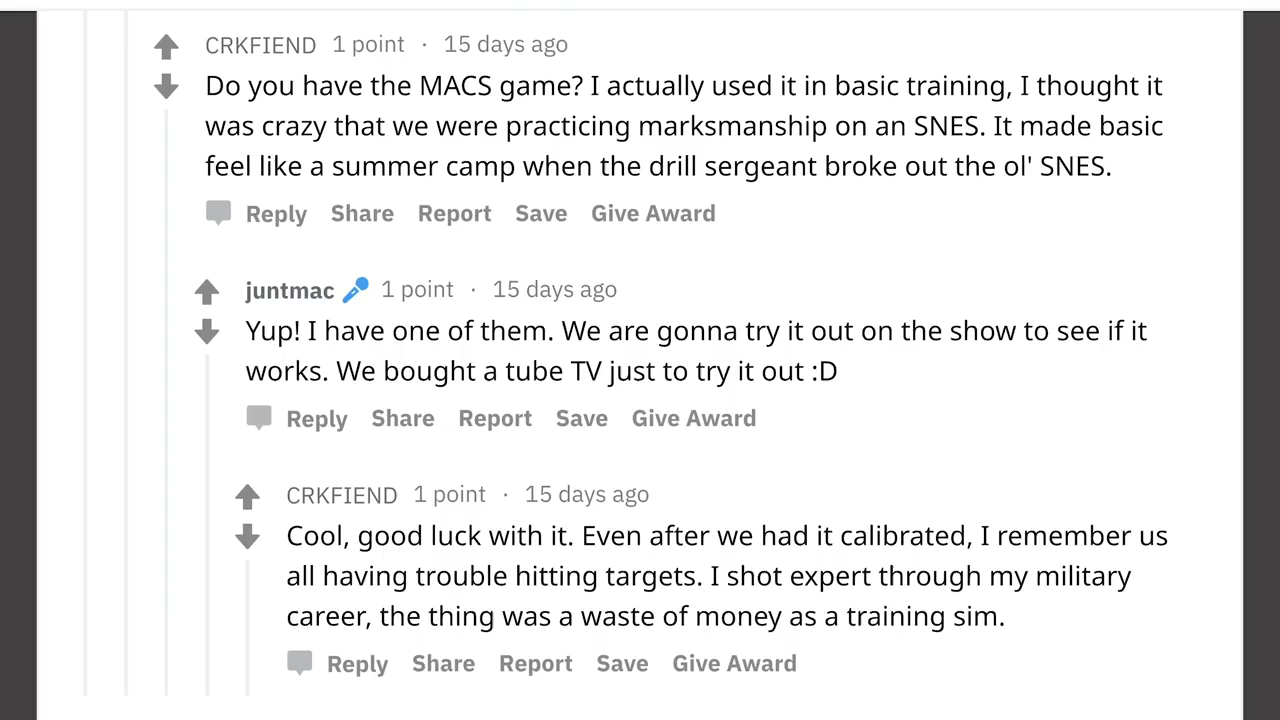 CRKFIEND 1 point · 15 days ago
Do you have the MACS game? I actually used it in basic training, I thought it
was crazy that we were practicing marksmanship on an SNES. It made basic
feel like a summer camp when the drill sergeant broke out the ol' SNES.
Reply Share Report Save Give Award
juntmac 1 point · 15 days ago
Yup! I have one of them. We are gonna try it out on the show to see if it
works. We bought a tube TV just to try it out :D
Reply Share Report Save Give Award
CRKFIEND 1 point · 15 days ago
Cool, good luck with it. Even after we had it calibrated, I remember us
all having trouble hitting targets. I shot expert through my military
career, the thing was a waste of money as a training sim.
Reply Share Report Save Give Award